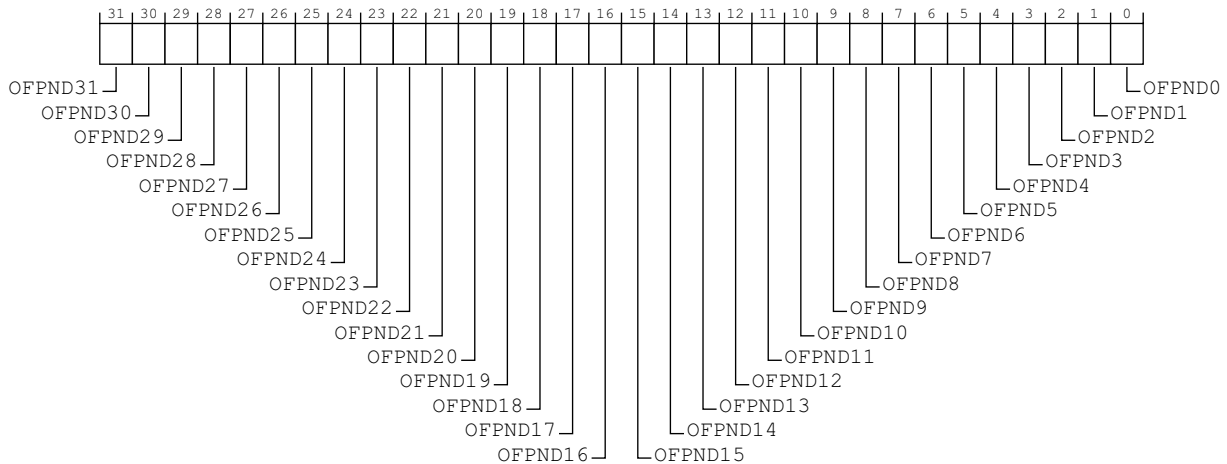 31 30 29 28 27 26 25 24 23 22 21 20 19 18 17 16 15 14 13 12 11 10 9 8 7 6 5 4 3 2 1 0
OFPND31 OFPND0
OFPND30 OFPND1
OFPND29 OFPND2
OFPND28 OFPND3
OFPND27 OFPND4
OFPND26 OFPND5
OFPND25 OFPND6
OFPND24 OFPND7
OFPND23 OFPND8
OFPND22 OFPND9
OFPND21 OFPND10
OFPND20 OFPND11
OFPND19 OFPND12
OFPND18 OFPND13
OFPND17 OFPND14
OFPND16 OFPND15